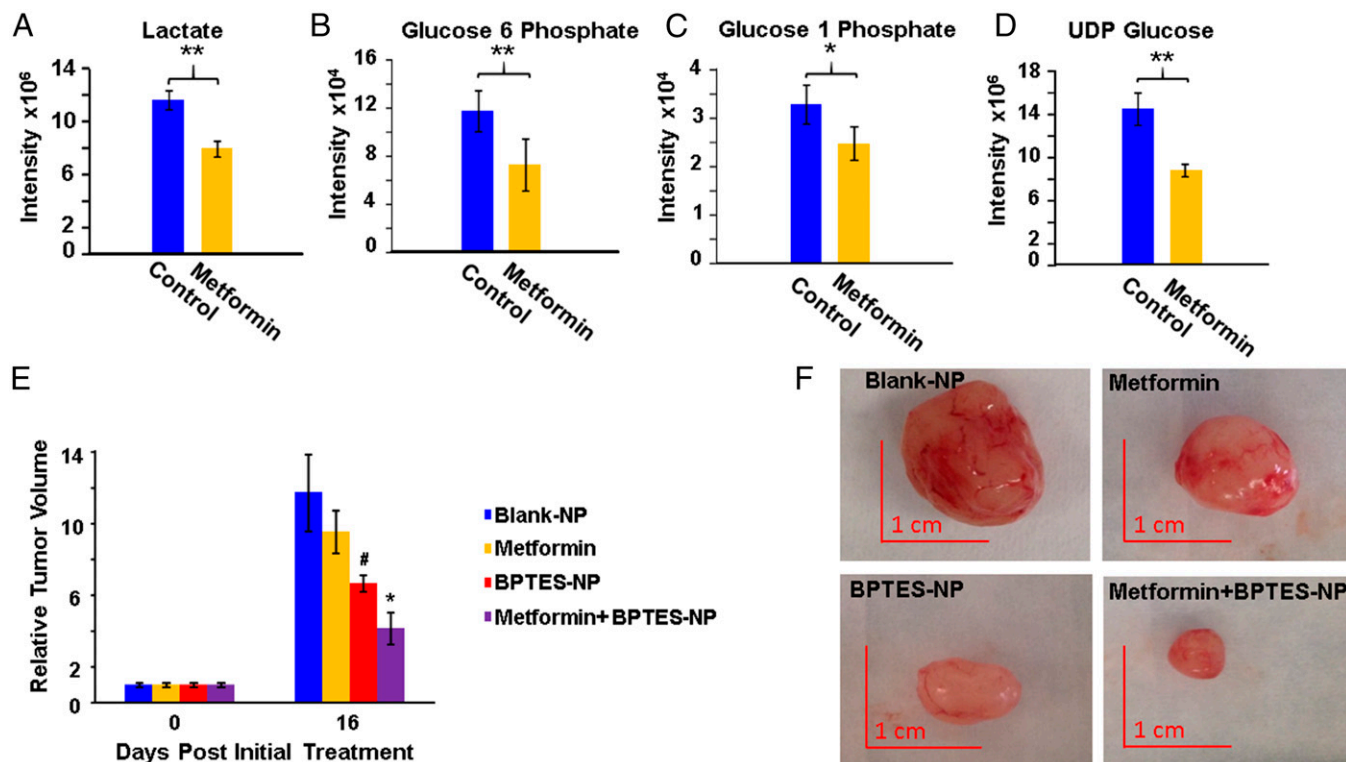 A
Lactate
**
Intensity x10⁶
14
10
8
6
2
0
Control
Metformin
B
Glucose 6 Phosphate
**
Intensity x10⁴
16
12
8
4
0
Control
Metformin
C
Glucose 1 Phosphate
*
Intensity x10⁴
4
3
2
1
0
Control
Metformin
D
UDP Glucose
**
Intensity x10⁶
18
14
10
8
6
2
0
Control
Metformin
E
Relative Tumor Volume
14
10
6
2
0
#
*
0
16
Days Post Initial Treatment
Blank-NP
Metformin
BPTES-NP
Metformin+BPTES-NP
F
Blank-NP
1 cm
Metformin
1 cm
BPTES-NP
1 cm
Metformin+BPTES-NP
1 cm